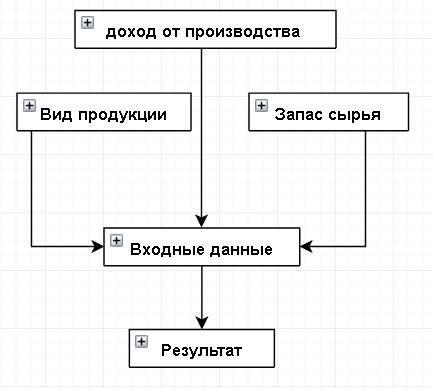 доход от производства
Вид продукции
Запас сырья
Входные данные
Результат